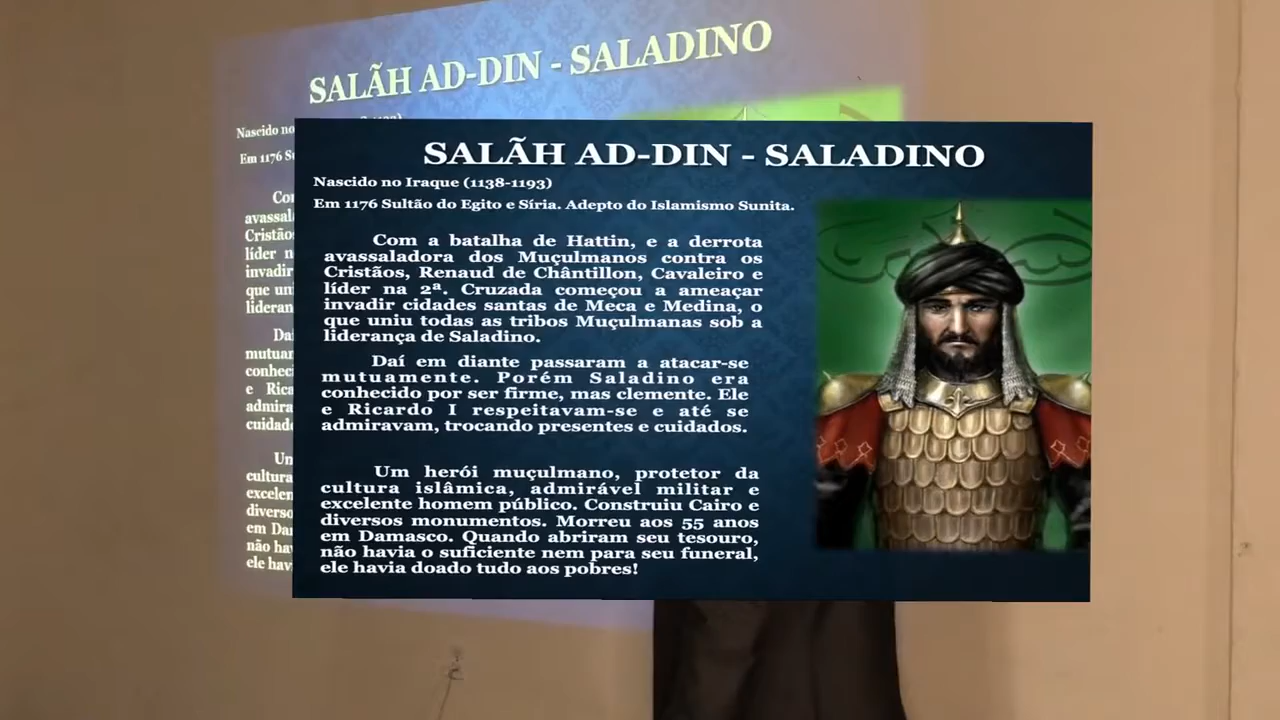 SALÃH AD-DIN - SALADINO
Nascido no
Em 1176
SALÃH AD-DIN - SALADINO
Nascido no Iraque (1138-1193)
Em 1176 Sultão do Egito e Síria. Adepto do Islamismo Sunita.
Com a batalha de Hattin, e a derrota
avassaladora dos Muçulmanos contra os
Cristãos, Renaud de Chântillon, Cavaleiro e
líder na 2ª. Cruzada começou a ameaçar
invadir cidades santas de Meca e Medina, o
que uniu todas as tribos Muçulmanas sob a
liderança de Saladino.
Daí em diante passaram a atacar-se
mutuamente. Porém Saladino era
conhecido por ser firme, mas clemente. Ele
e Ricardo I respeitavam-se e até se
admiravam, trocando presentes e cuidados.
Um herói muçulmano, protetor da
cultura islâmica, admirável militar e
excelente homem público. Construiu Cairo e
diversos monumentos. Morreu aos 55 anos
em Damasco. Quando abriram seu tesouro,
não havia o suficiente nem para seu funeral,
ele havia doado tudo aos pobres!